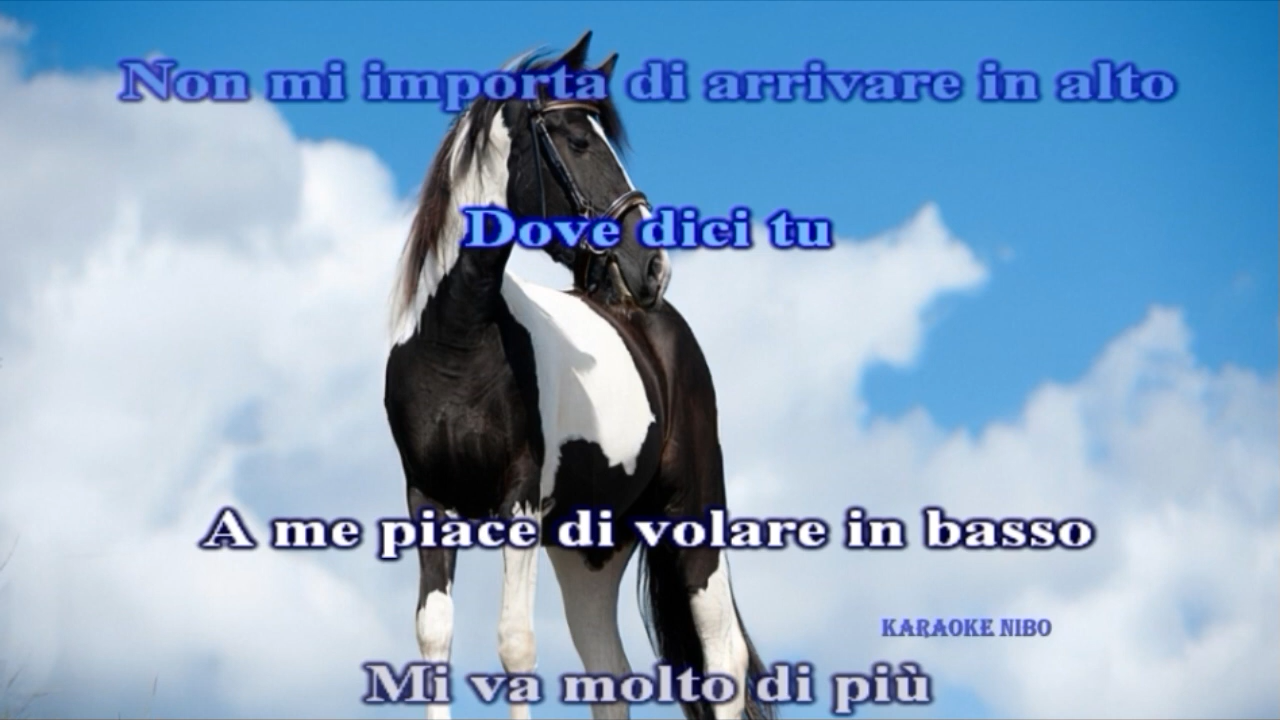 Non mi importa di arrivare in alto
Dove dici tu
A me piace di volare in basso
KARAOKE NIBO
Mi va molto di più